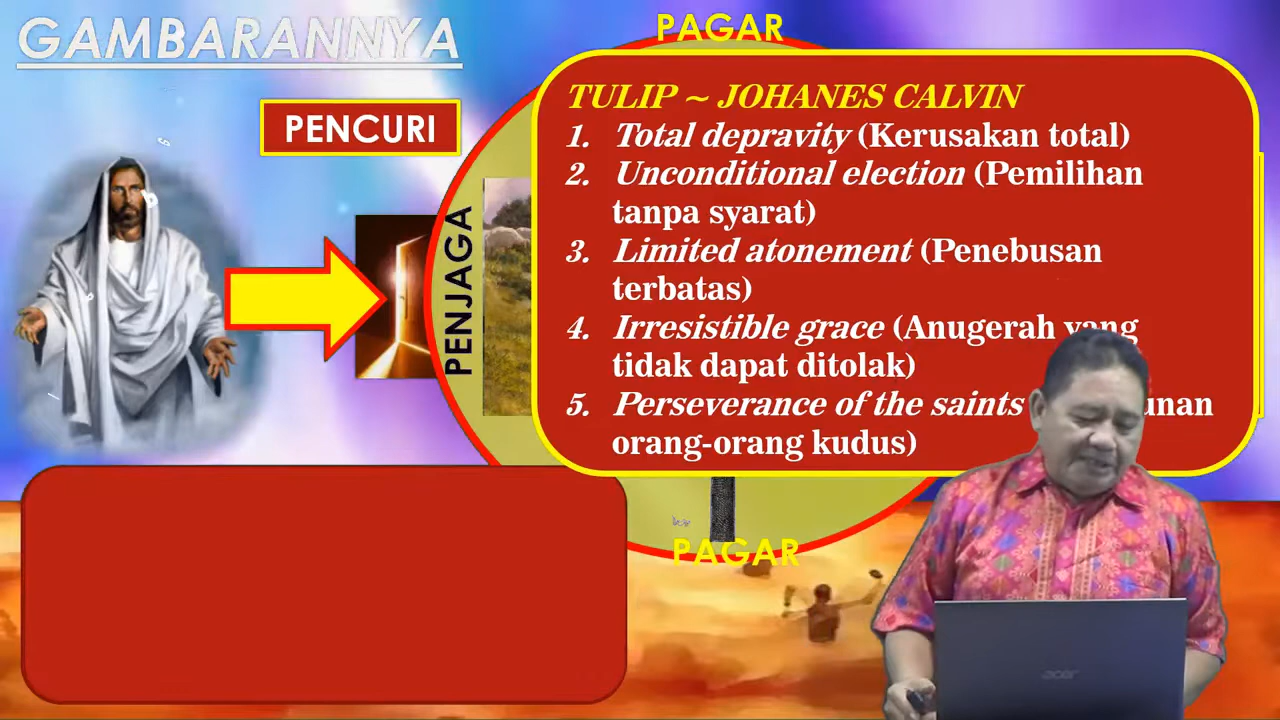 GAMBARANNYA
PAGAR
PENCURI
PENJAGA
TULIP ~ JOHANES CALVIN
1. Total depravity (Kerusakan total)
2. Unconditional election (Pemilihan
tanpa syarat)
3. Limited atonement (Penebusan
terbatas)
4. Irresistible grace (Anugerah yang
tidak dapat ditolak)
5. Perseverance of the saints
orang-orang kudus)
PAGAR
acer